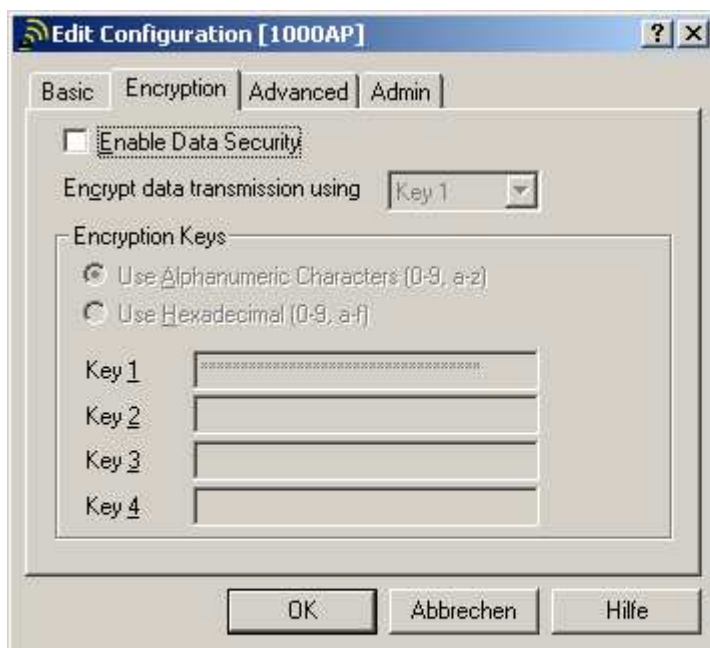 Edit Configuration [1000AP]
Basic Encryption Advanced Admin
Enable Data Security
Encrypt data transmission using Key 1
Encryption Keys
Use Alphanumeric Characters (0-9, a-z)
Use Hexadecimal (0-9, a-f)
Key 1
Key 2
Key 3
Key 4
OK Abbrechen Hilfe